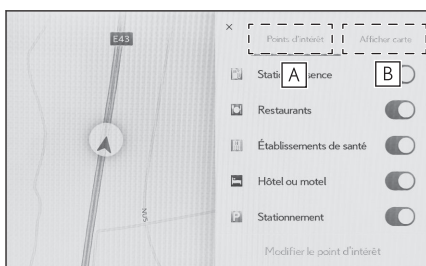 E43
×
Points d'intérêt
Afficher carte
A
B
Restaurants
Établissements de santé
Hôtel ou motel
P Stationnement
Modifier le point d'intérêt